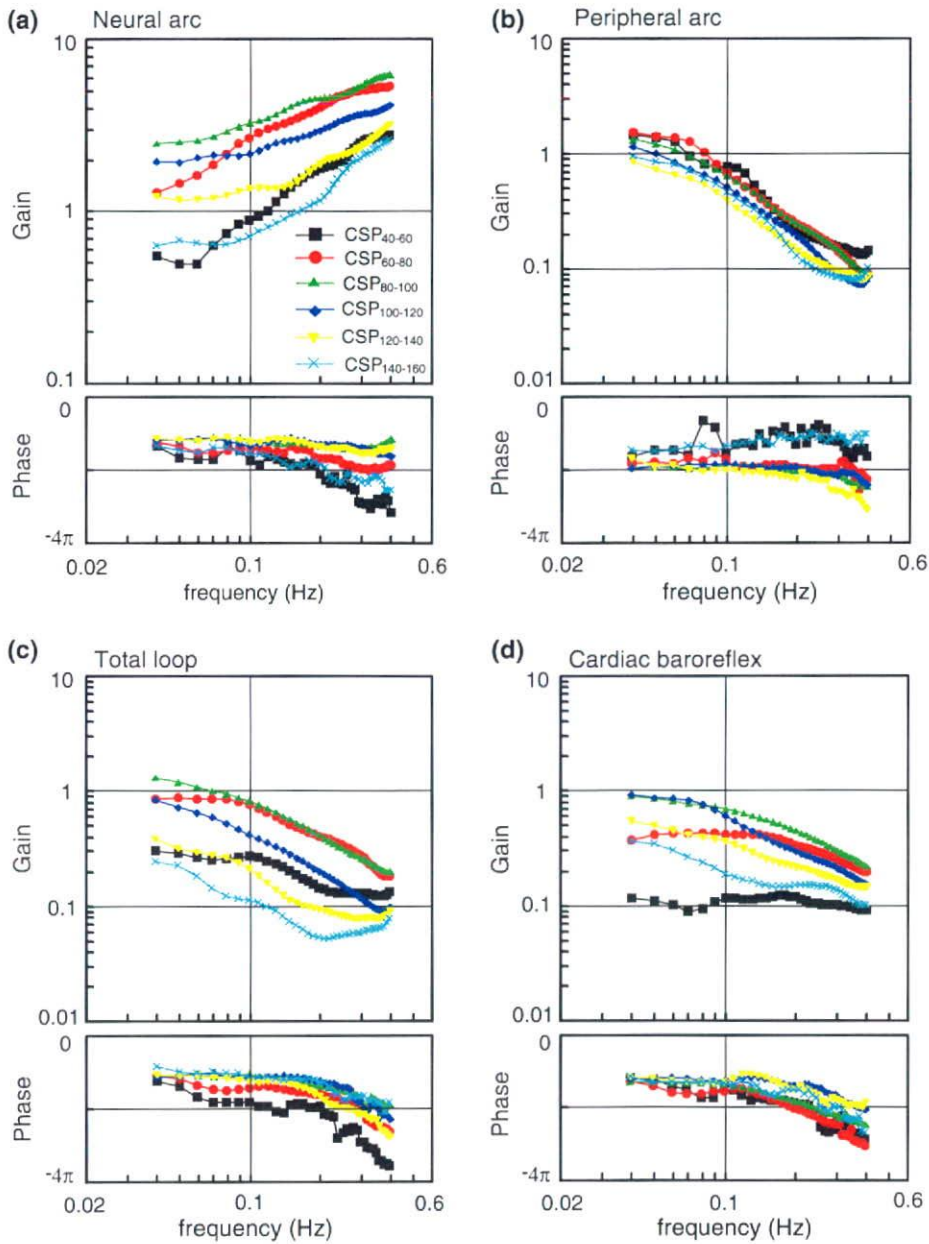 (a) Neural arc
10
Gain
1
0.1
CSP40-60
CSP60-80
CSP80-100
CSP100-120
CSP120-140
CSP140-160
0
Phase
-4π
0.02 0.1 0.6
frequency (Hz)
(b) Peripheral arc
10
Gain
1
0.1
0.01
0
Phase
-4π
0.02 0.1 0.6
frequency (Hz)
(c) Total loop
10
Gain
1
0.1
0.01
0
Phase
-4π
0.02 0.1 0.6
frequency (Hz)
(d) Cardiac baroreflex
10
Gain
1
0.1
0.01
0
Phase
-4π
0.02 0.1 0.6
frequency (Hz)